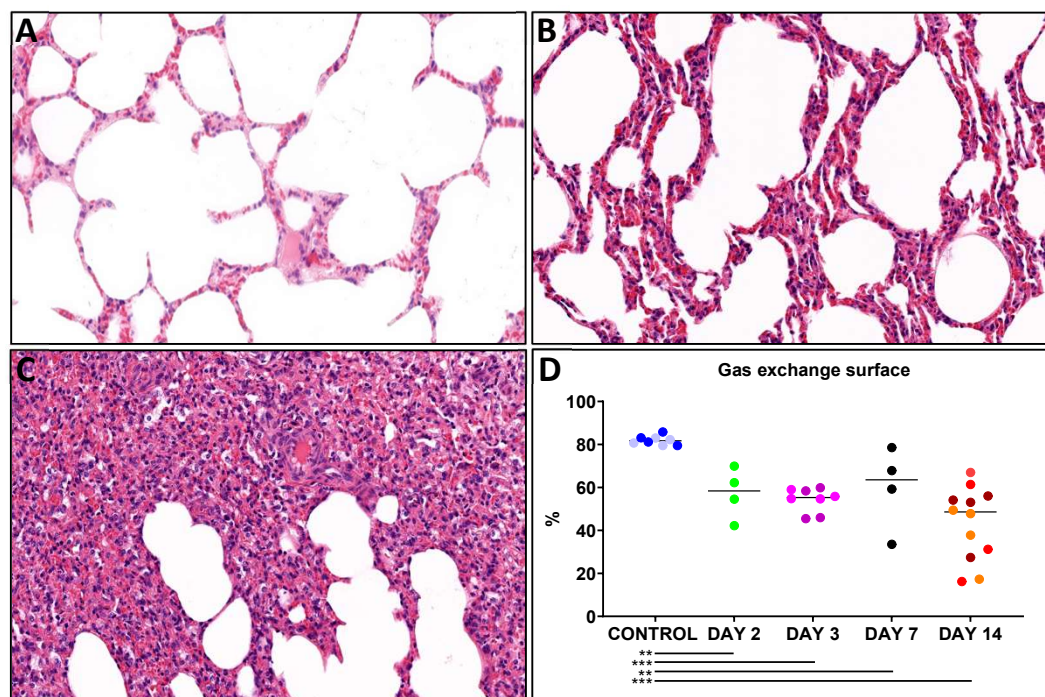 A
B
C
D
Gas exchange surface
100
80
60
40
20
0
%
CONTROL DAY 2 DAY 3 DAY 7 DAY 14
**
***
**
***